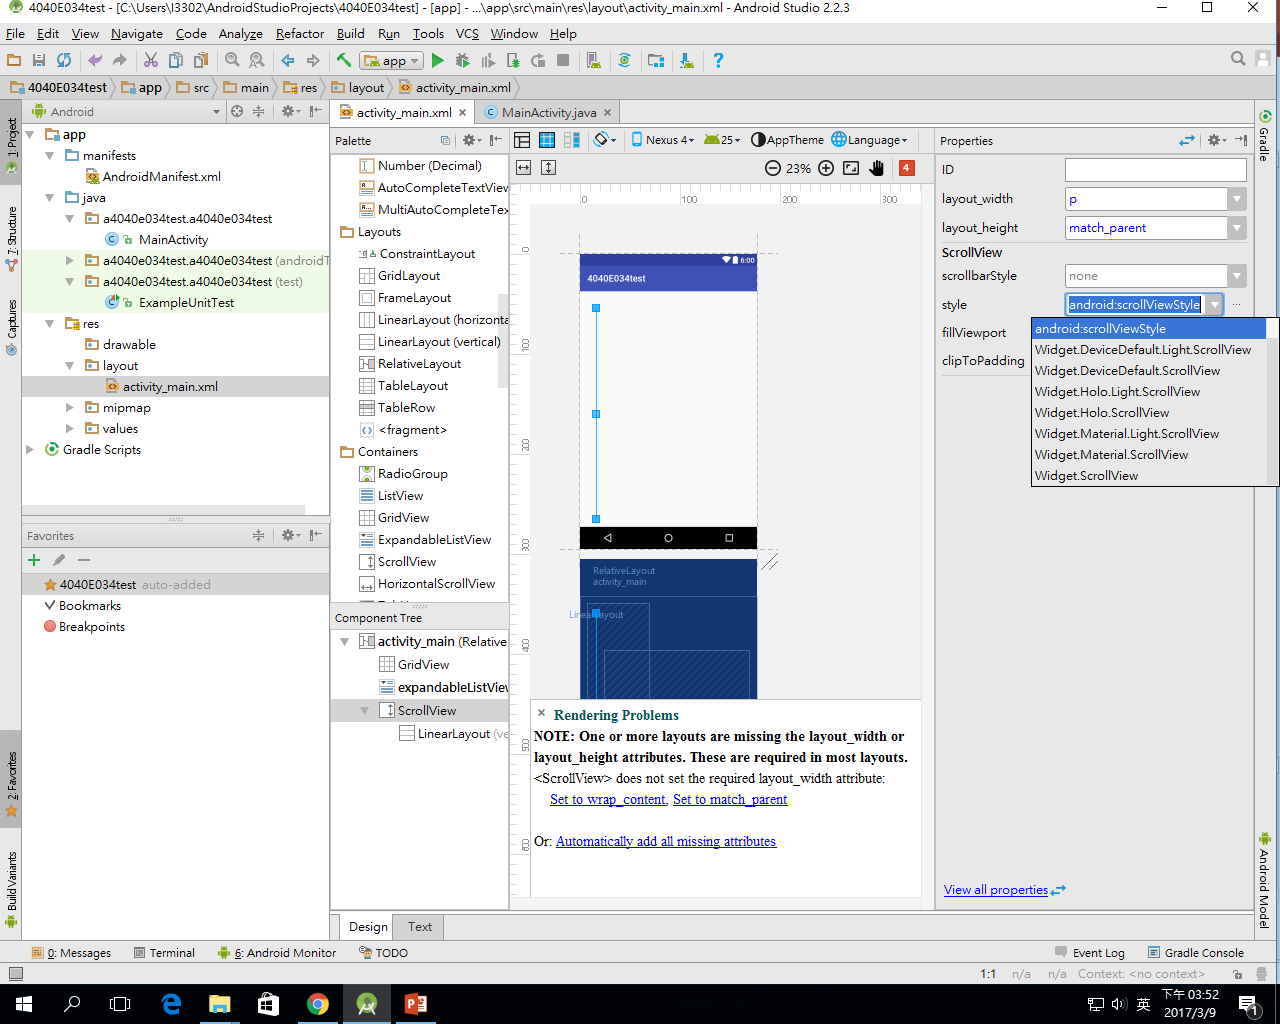 4040E034test - [C:\Users\I3302\AndroidStudioProjects\4040E034test] - [app] - ...\app\src\main\res\layout\activity_main.xml - Android Studio 2.2.3
File Edit View Navigate Code Analyze Refactor Build Run Tools VCS Window Help
app
4040E034test app src main res layout activity_main.xml
1: Project
7: Structure
Captures
2: Favorites
Build Variants
Android
app
manifests
AndroidManifest.xml
java
a4040e034test.a4040e034test
MainActivity
a4040e034test.a4040e034test (androidT
a4040e034test.a4040e034test (test)
ExampleUnitTest
res
drawable
layout
activity_main.xml
mipmap
values
Gradle Scripts
Favorites
4040E034test auto-added
Bookmarks
Breakpoints
activity_main.xml MainActivity.java
Palette
Number (Decimal)
AutoCompleteTextView
MultiAutoCompleteTex
Layouts
ConstraintLayout
GridLayout
FrameLayout
LinearLayout (horizonta
LinearLayout (vertical)
RelativeLayout
TableLayout
TableRow
<fragment>
Containers
RadioGroup
ListView
GridView
ExpandableListView
ScrollView
HorizontalScrollView
Component Tree
activity_main (Relative
GridView
expandableListView
ScrollView
LinearLayout (ve
Nexus 4 25 AppTheme Language
23% 4
0 100 200 300
0
100
200
300
400
500
600
6:00
4040E034test
RelativeLayout
activity_main
LinearLayout
Rendering Problems
NOTE: One or more layouts are missing the layout_width or
layout_height attributes. These are required in most layouts.
<ScrollView> does not set the required layout_width attribute:
Set to wrap_content, Set to match_parent
Or: Automatically add all missing attributes
Design Text
Properties
ID
layout_width p
layout_height match_parent
ScrollView
scrollbarStyle none
style android:scrollViewStyle ...
fillViewport
clipToPadding
android:scrollViewStyle
Widget.DeviceDefault.Light.ScrollView
Widget.DeviceDefault.ScrollView
Widget.Holo.Light.ScrollView
Widget.Holo.ScrollView
Widget.Material.Light.ScrollView
Widget.Material.ScrollView
Widget.ScrollView
View all properties
Gradle
Android Model
0: Messages Terminal 6: Android Monitor TODO Event Log Gradle Console
1:1 n/a n/a Context: <no context>
英 下午 03:52
2017/3/9
1